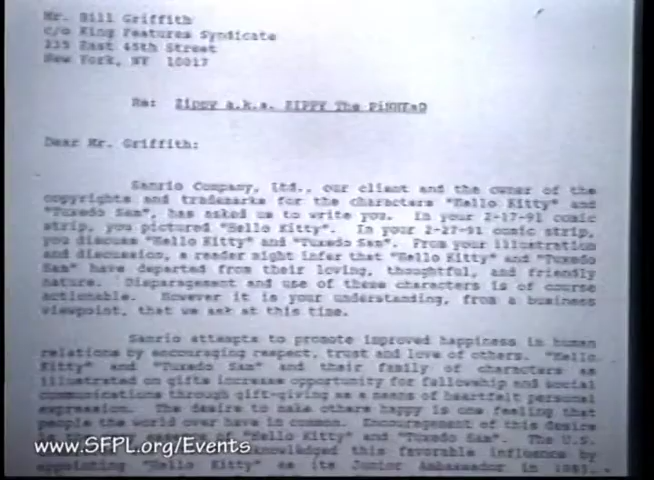 Mr. Bill Griffith
c/o King Features Syndicate
235 East 45th Street
New York, NY 10017
Re: Zippy a.k.a. ZIPPY The PiNHEaD
Dear Mr. Griffith:
Sanrio Company, Ltd., our client and the owner of the
copyrights and trademarks for the characters "Hello Kitty" and
"Tuxedo Sam", has asked us to write you. In your 2-17-91 comic
strip, you pictured "Hello Kitty". In your 2-27-91 comic strip,
you discuss "Hello Kitty" and "Tuxedo Sam". From your illustration
and discussion, a reader might infer that "Hello Kitty" and "Tuxedo
Sam" have departed from their loving, thoughtful, and friendly
nature. Disparagement and use of these characters is of course
actionable. However it is your understanding, from a business
viewpoint, that we ask at this time.
Sanrio attempts to promote improved happiness in human
relations by encouraging respect, trust and love of others. "Hello
Kitty" and "Tuxedo Sam" and their family of characters as
illustrated on gifts increase opportunity for fellowship and social
communications through gift-giving as a means of heartfelt personal
expression. The desire to make others happy is one feeling that
people the world over have in common. Encouragement of this desire
"Hello Kitty" and "Tuxedo Sam". The U.S.
this favorable influence by
appointing "Hello Kitty" as its Junior Ambassador in 1983.
www.SFPL.org/Events